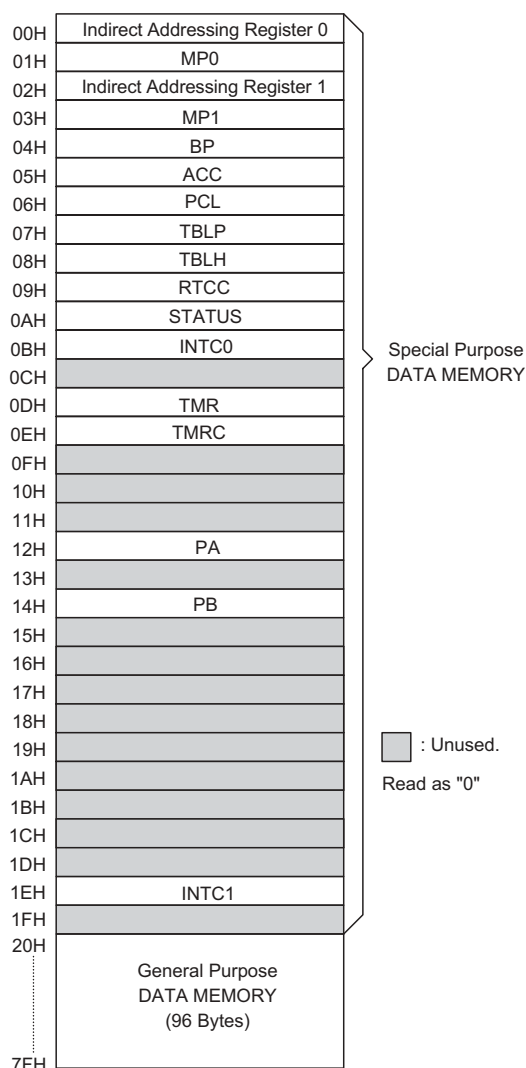 00H Indirect Addressing Register 0
01H MP0
02H Indirect Addressing Register 1
03H MP1
04H BP
05H ACC
06H PCL
07H TBLP
08H TBLH
09H RTCC
0AH STATUS
0BH INTC0
Special Purpose
DATA MEMORY
0CH
0DH TMR
0EH TMRC
0FH
10H
11H
12H PA
13H
14H PB
15H
16H
17H
18H
19H
: Unused.
Read as "0"
1AH
1BH
1CH
1DH
1EH INTC1
1FH
20H
General Purpose
DATA MEMORY
(96 Bytes)
7FH